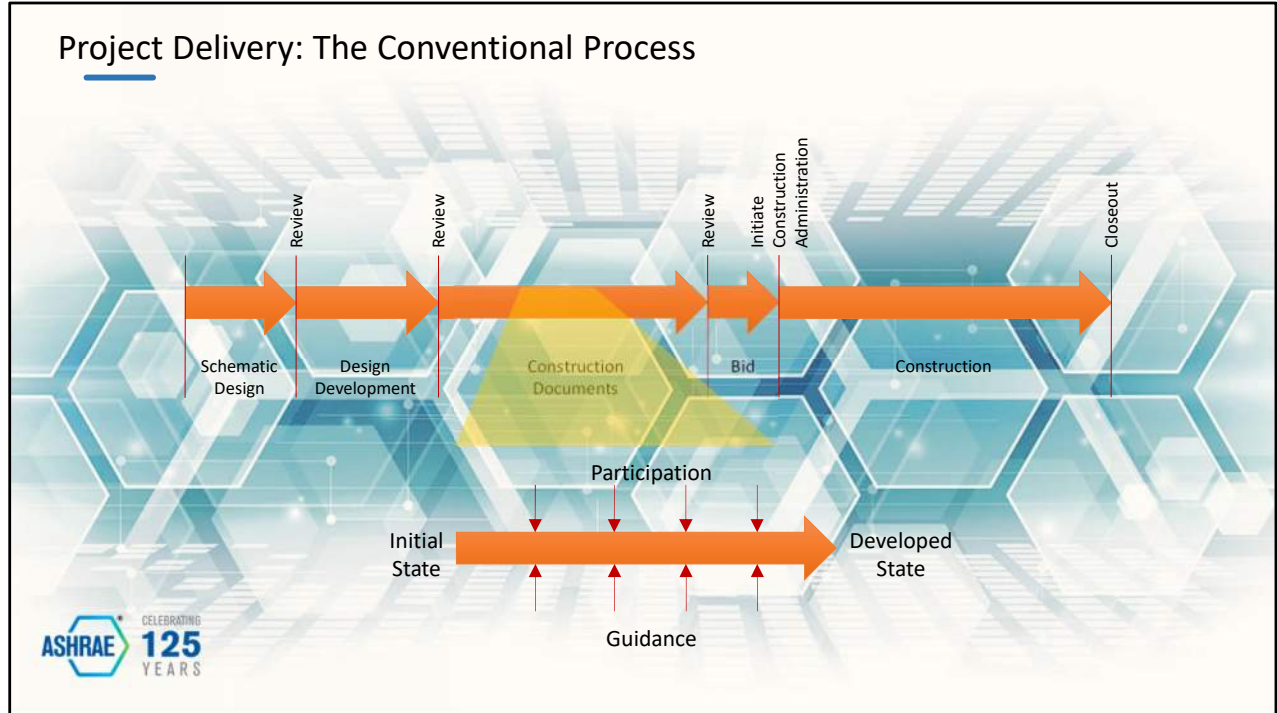 Project Delivery: The Conventional Process
Review
Review
Review
Initiate
Construction
Administration
Closeout
Schematic
Design
Design
Development
Construction
Documents
Bid
Construction
Participation
Initial
State
Developed
State
Guidance
ASHRAE
CELEBRATING
125
YEARS